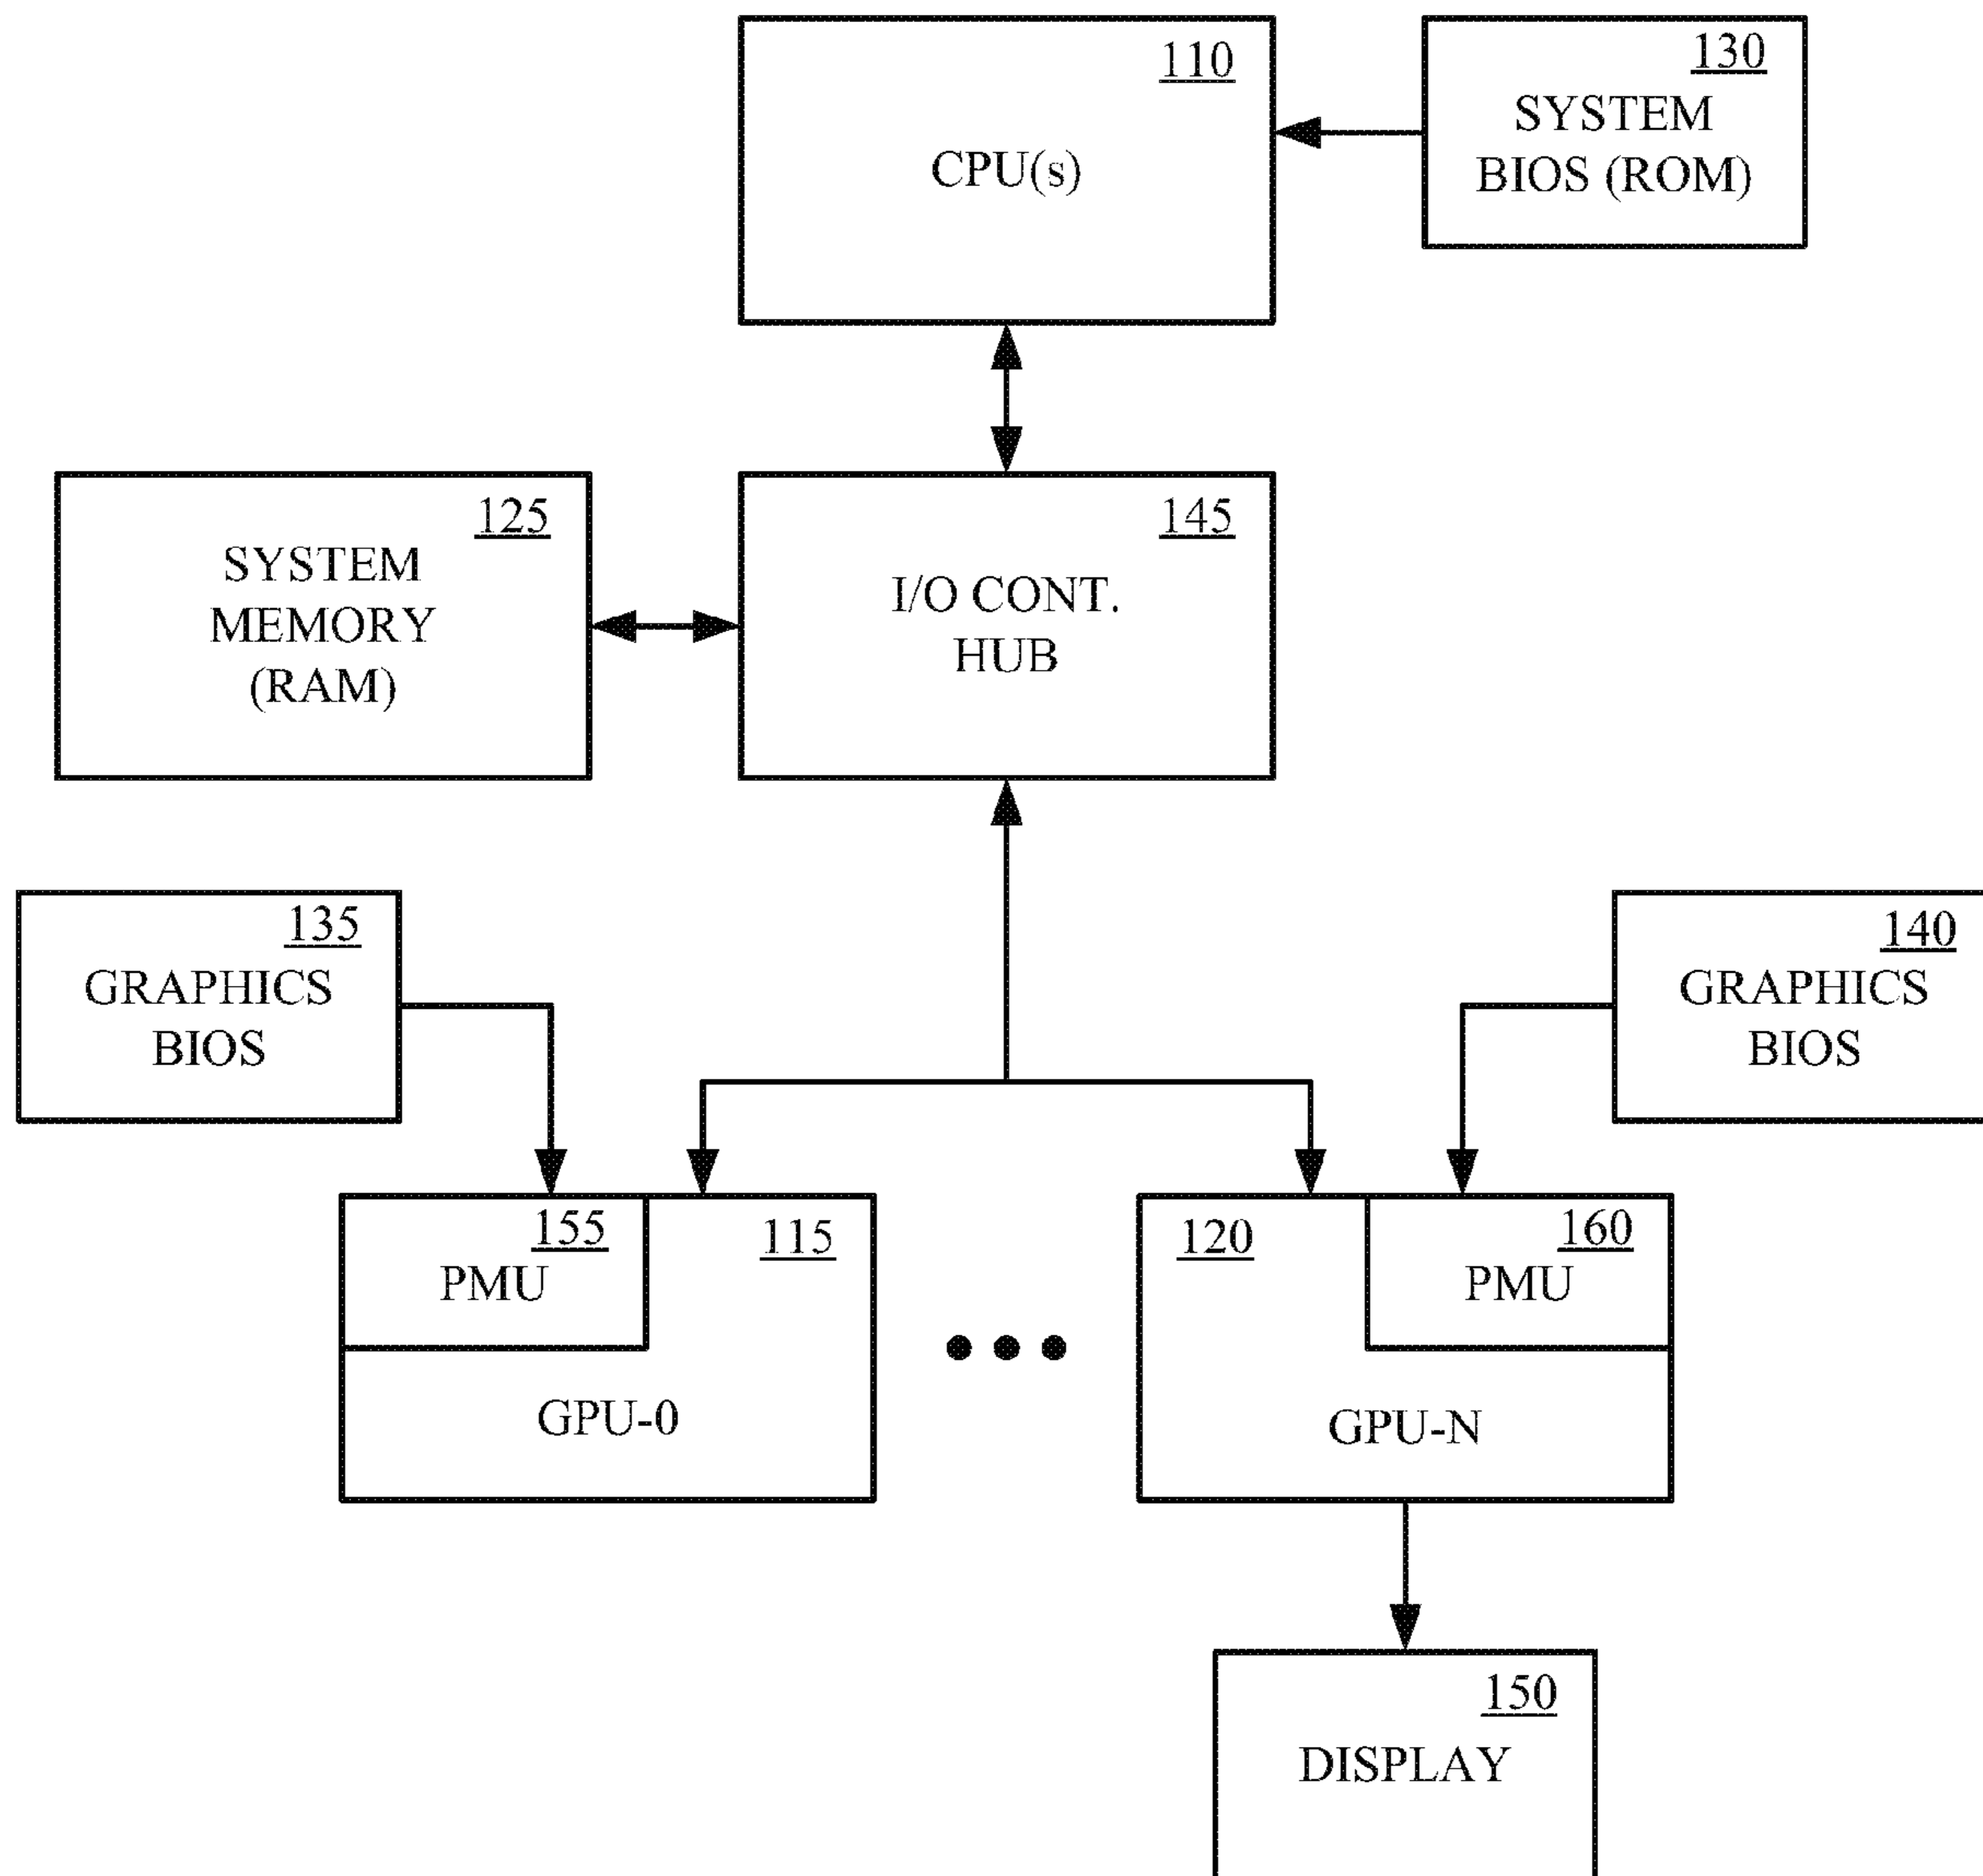 110
CPU(s)
130
SYSTEM
BIOS (ROM)
125
SYSTEM
MEMORY
(RAM)
145
I/O CONT.
HUB
135
GRAPHICS
BIOS
140
GRAPHICS
BIOS
155
PMU
115
GPU-0
120
160
PMU
GPU-N
150
DISPLAY